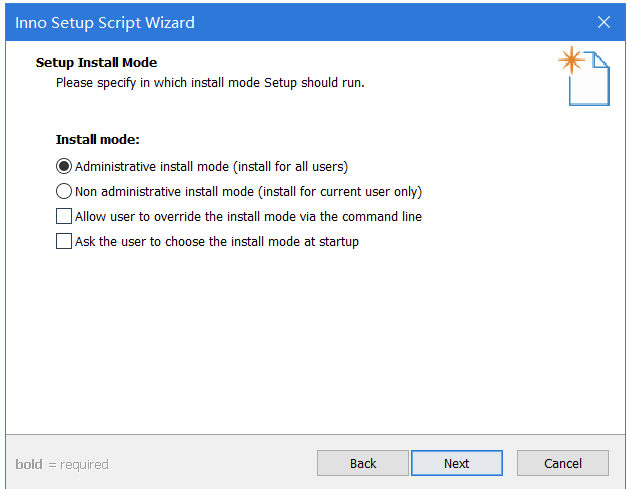 Inno Setup Script Wizard
Setup Install Mode
Please specify in which install mode Setup should run.
Install mode:
Administrative install mode (install for all users)
Non administrative install mode (install for current user only)
Allow user to override the install mode via the command line
Ask the user to choose the install mode at startup
bold = required
Back
Next
Cancel